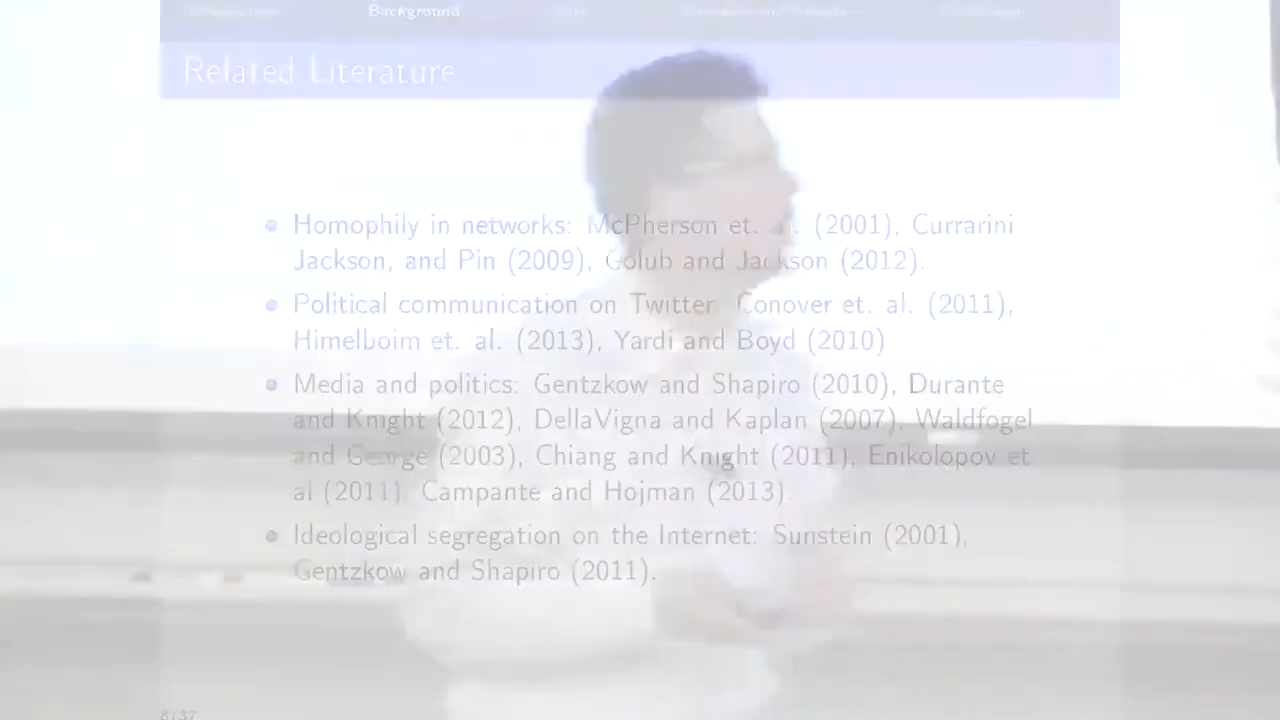 Background
Related Literature
Homophily in networks: McPherson et. (2001), Currarini
Jackson, and Pin (2009), Golub and Jackson (2012).
Political communication on Twitter Conover et. al. (2011),
Himelboim et. al. (2013), Yardi and Boyd (2010)
Media and politics: Gentzkow and Shapiro (2010), Durante
and Knight (2012), DellaVigna and Kaplan (2007), Waldfogel
and George (2003), Chiang and Knight (2011), Enikolopov et
al (2011) Campante and Hojman (2013).
Ideological segregation on the Internet: Sunstein (2001),
Gentzkow and Shapiro (2011).
8/37